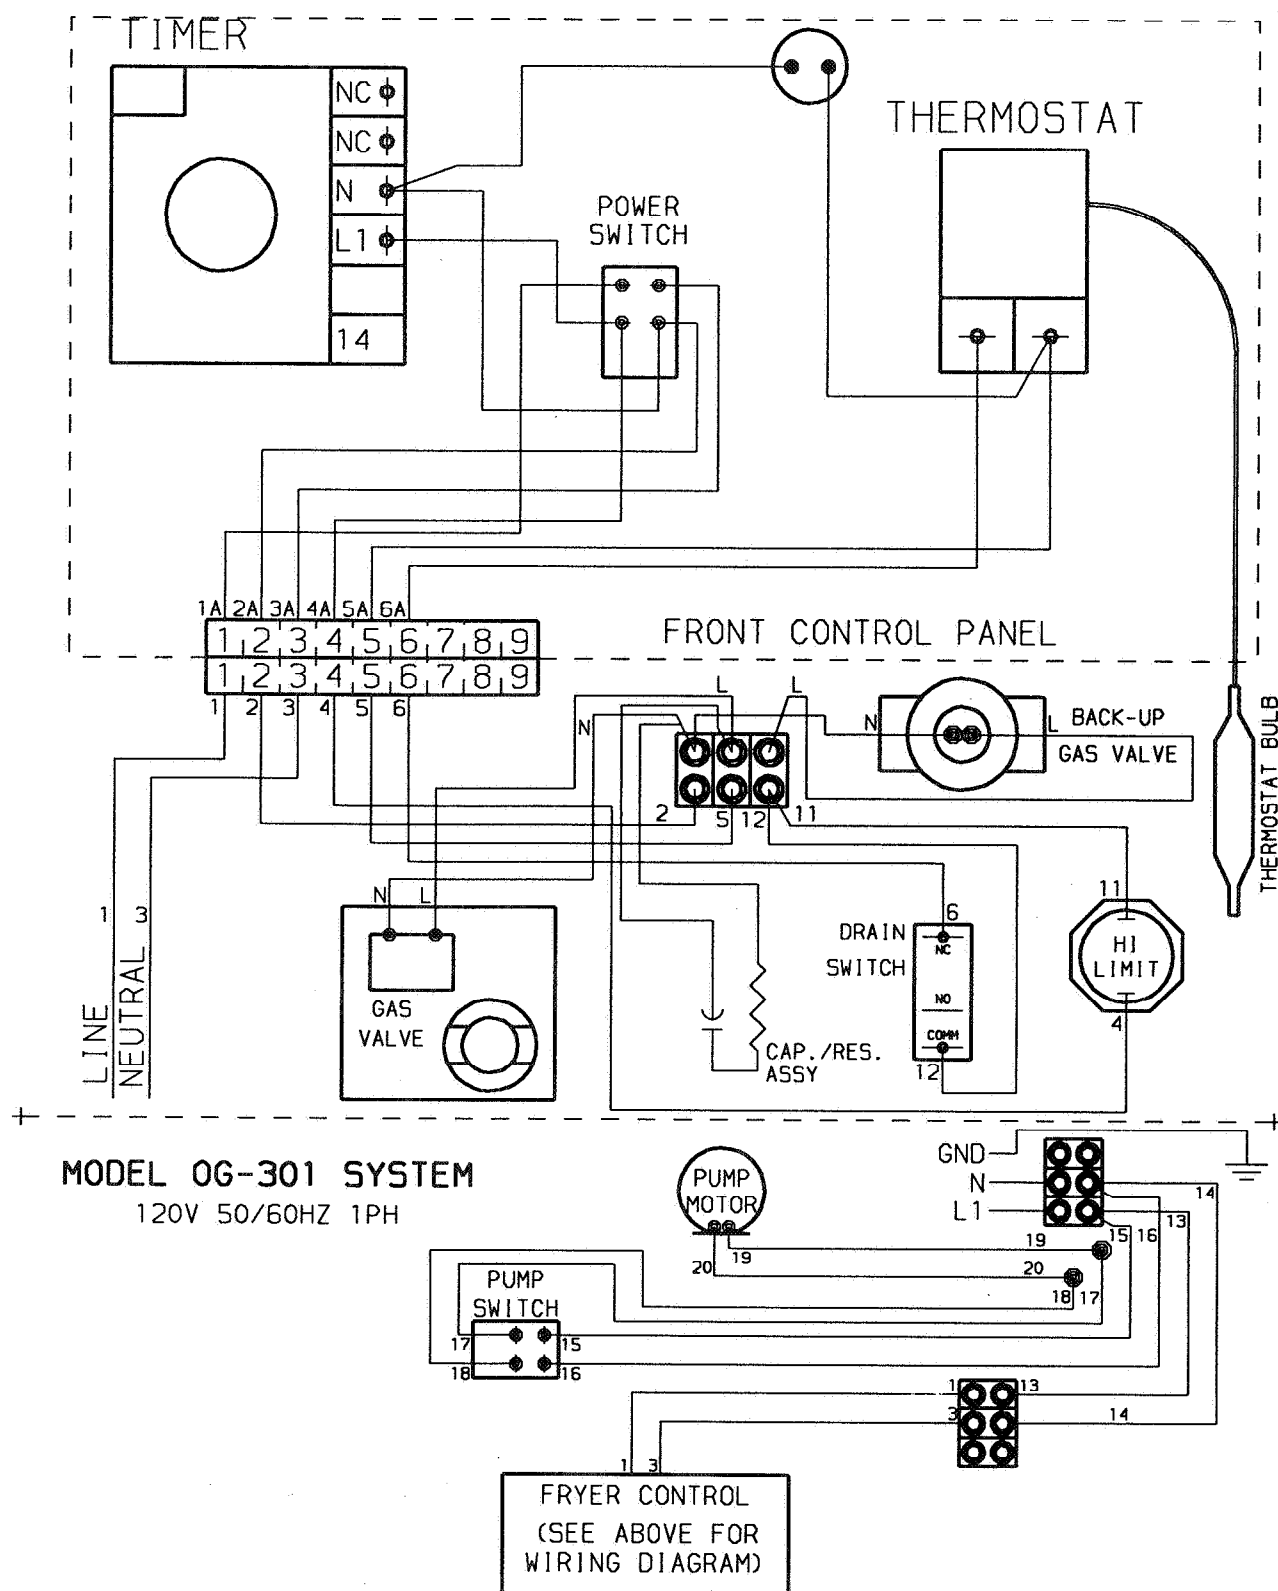 TIMER
NC
NC
N
L1
14
THERMOSTAT
POWER
SWITCH
1A 2A 3A 4A 5A 6A
1 2 3 4 5 6 7 8 9
1 2 3 4 5 6 7 8 9
1 2 3 4 5 6
FRONT CONTROL PANEL
L L
N
N L
BACK-UP
GAS VALVE
THERMOSTAT BULB
2 5 12 11
N L
GAS
VALVE
1 3
LINE
NEUTRAL
DRAIN
SWITCH
6
NC
NO
COMM
12
11
HI
LIMIT
4
CAP./RES.
ASSY
MODEL OG-301 SYSTEM
120V 50/60HZ 1PH
PUMP
MOTOR
GND
N
L1
14
13
15 16
19
19
20
20
18 17
PUMP
SWITCH
17 15
18 16
1 13
3 14
1 3
FRYER CONTROL
(SEE ABOVE FOR
WIRING DIAGRAM)